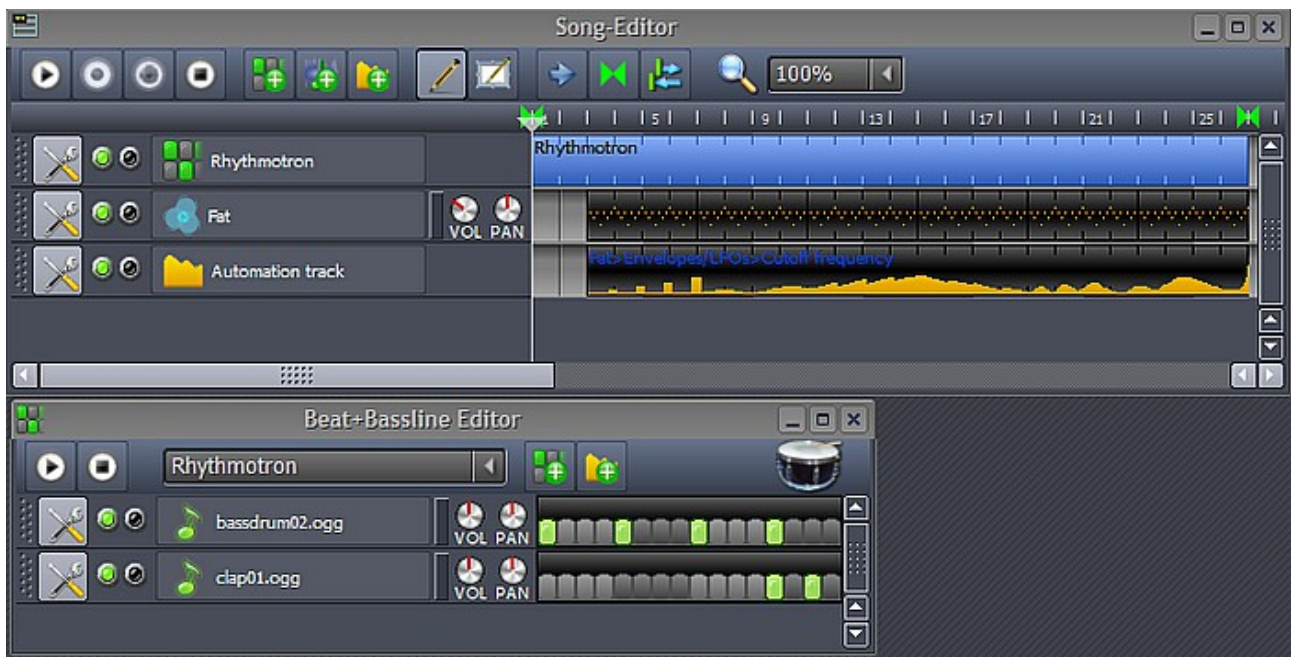 Song-Editor
100%
1 5 9 13 17 21 25
Rhythmotron
Rhythmotron
Fat
VOL PAN
Automation track
Fat>Envelopes/LFOs>Cutoff frequency
Beat+Bassline Editor
Rhythmotron
bassdrum02.ogg
VOL PAN
clap01.ogg
VOL PAN